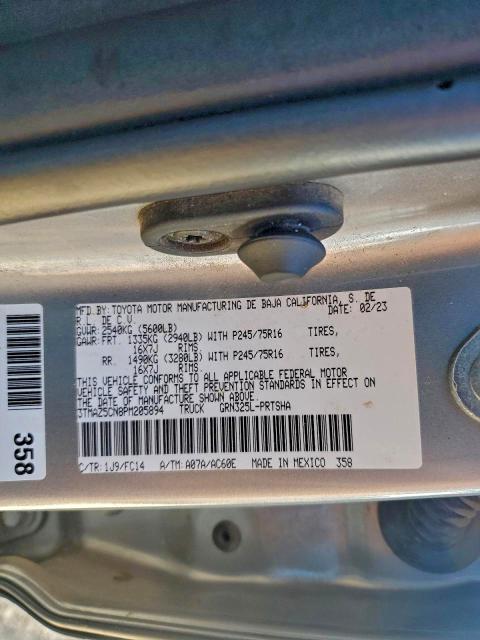 MFD.BY: TOYOTA MOTOR MANUFACTURING DE BAJA CALIFORNIA, S. DE
R.L. DE C.V. DATE: 02/23
GVWR: 2540KG (5600LB)
GAWR: FRT. 1335KG (2940LB) WITH P245/75R16 TIRES,
16X7J RIMS
RR. 1490KG (3280LB) WITH P245/75R16 TIRES,
16X7J RIMS
THIS VEHICLE CONFORMS TO ALL APPLICABLE FEDERAL MOTOR
VEHICLE SAFETY AND THEFT PREVENTION STANDARDS IN EFFECT ON
THE DATE OF MANUFACTURE SHOWN ABOVE.
3TMAZ5CN8PM205894 TRUCK GRN325L-PRTSHA
C/TR: 1J9/FC14 A/TM: A07A/AC60E MADE IN MEXICO 358
358